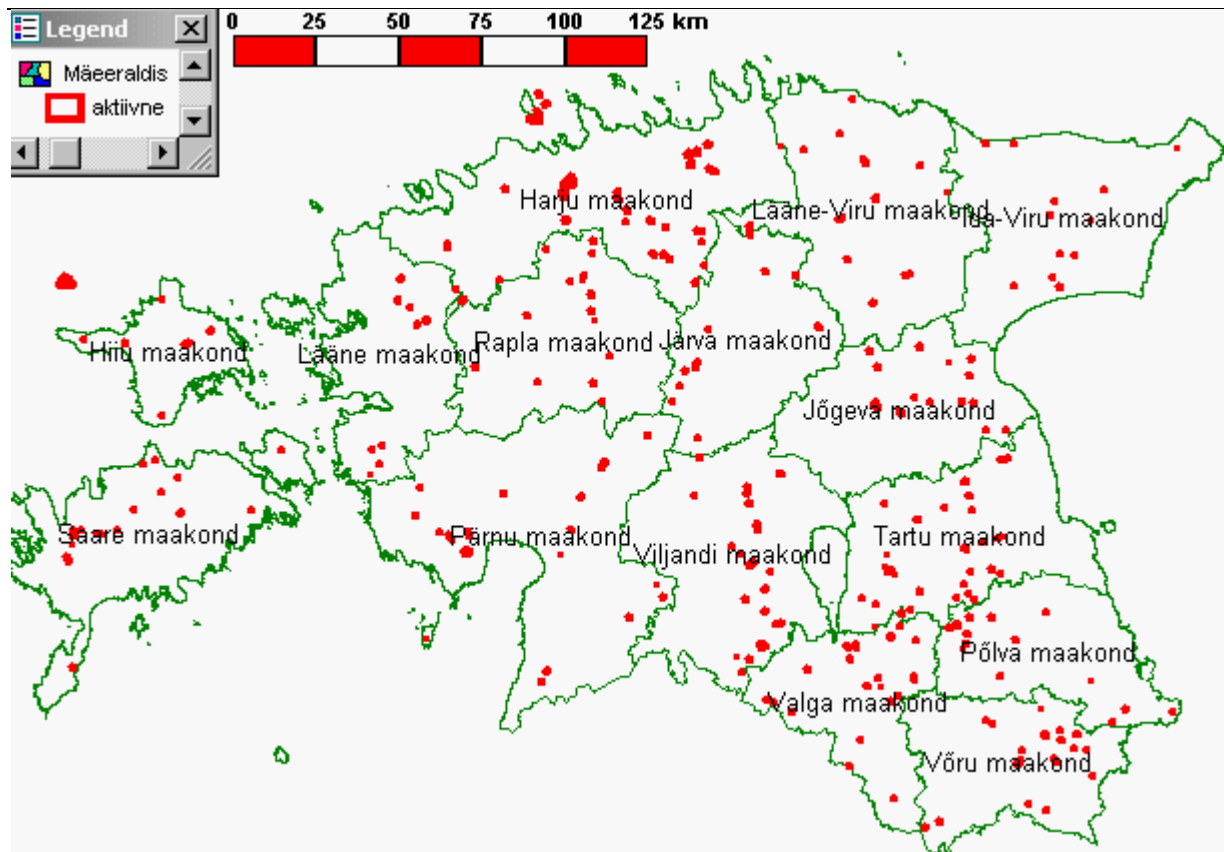 Legend
0 25 50 75 100 125 km
Mäeeraldis
aktiivne
Harju maakond
Lääne-Viru maakond
Ida-Viru maakond
Hiiu maakond
Lääne maakond
Rapla maakond
Järva maakond
Jõgeva maakond
Saare maakond
Pärnu maakond
Viljandi maakond
Tartu maakond
Põlva maakond
Valga maakond
Võru maakond